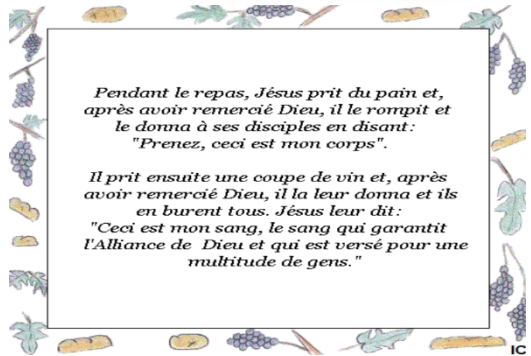 Pendant le repas, Jésus prit du pain et,
après avoir remercié Dieu, il le rompit et
le donna à ses disciples en disant:
"Prenez, ceci est mon corps".
Il prit ensuite une coupe de vin et, après
avoir remercié Dieu, il la leur donna et ils
en burent tous. Jésus leur dit:
"Ceci est mon sang, le sang qui garantit
l'Alliance de Dieu et qui est versé pour une
multitude de gens."
IC